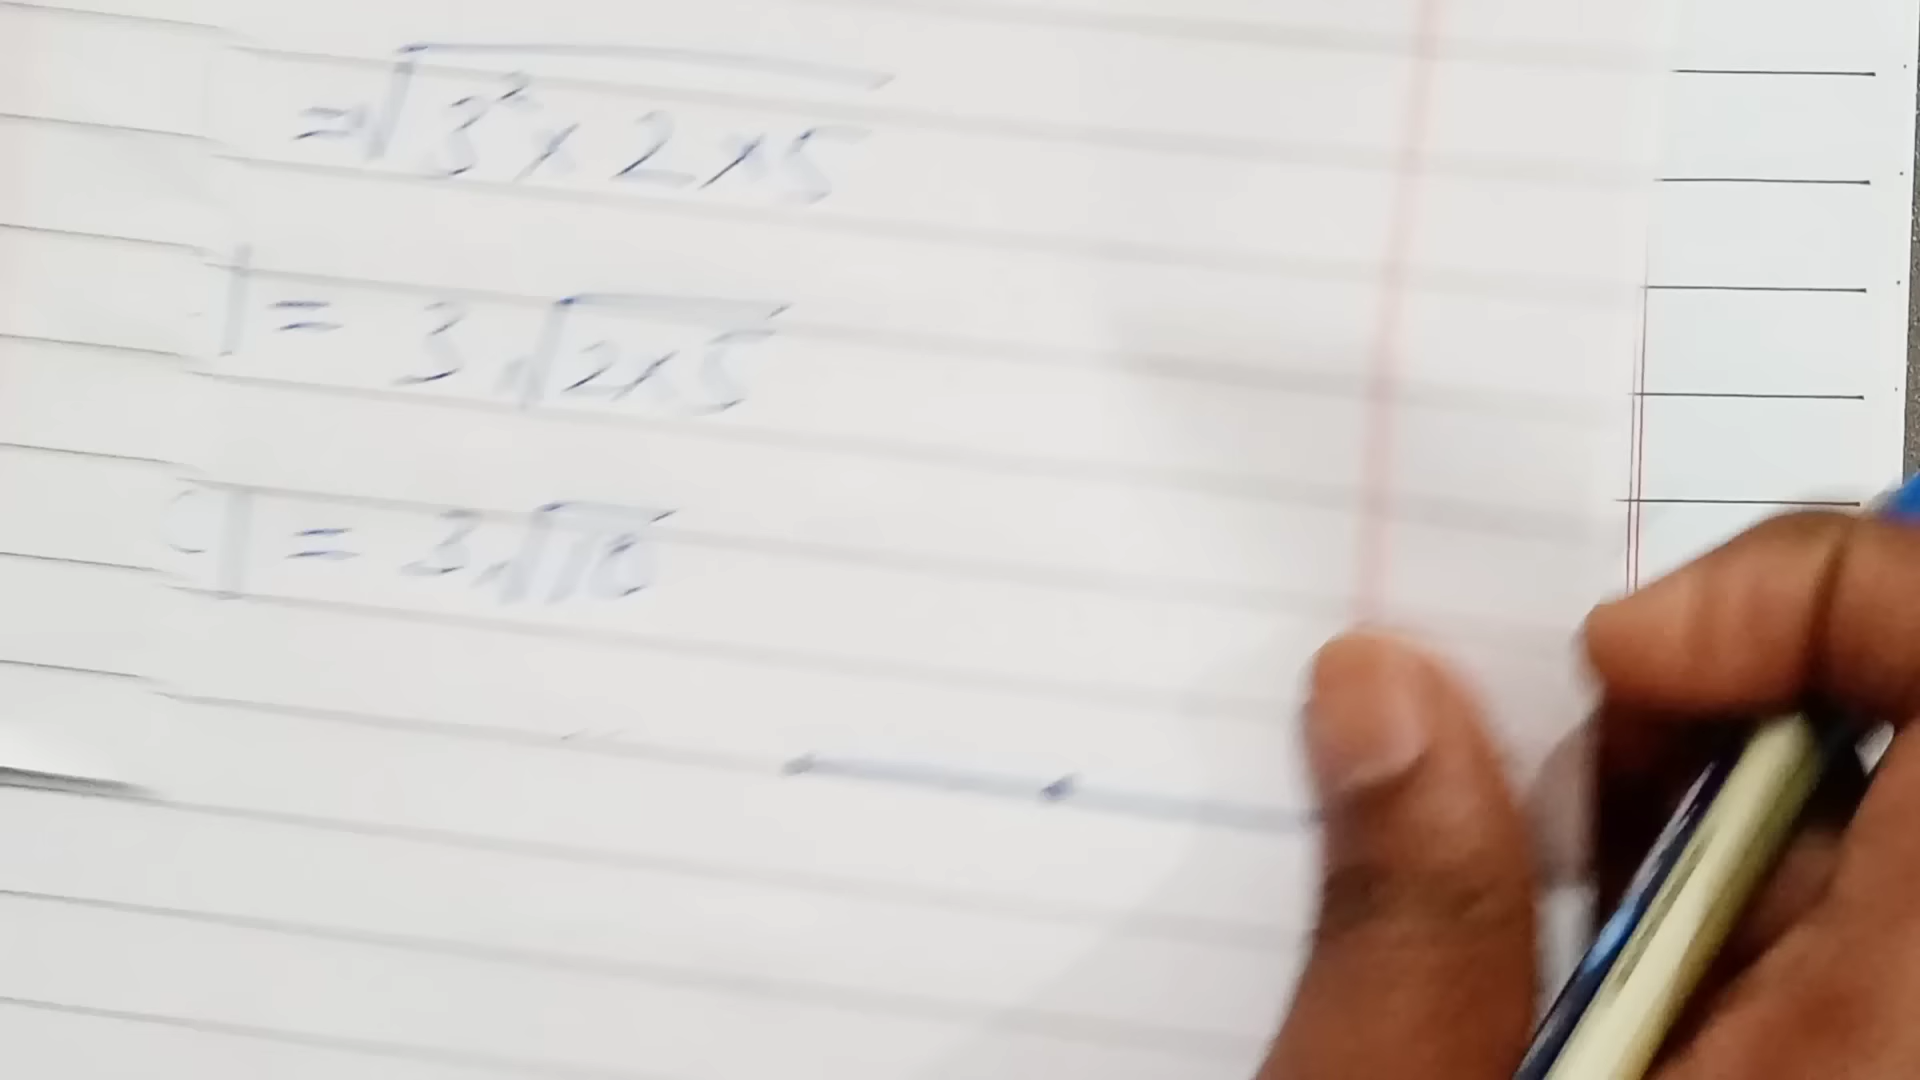 =√3²×2×5
= 3√2×5
= 3√10